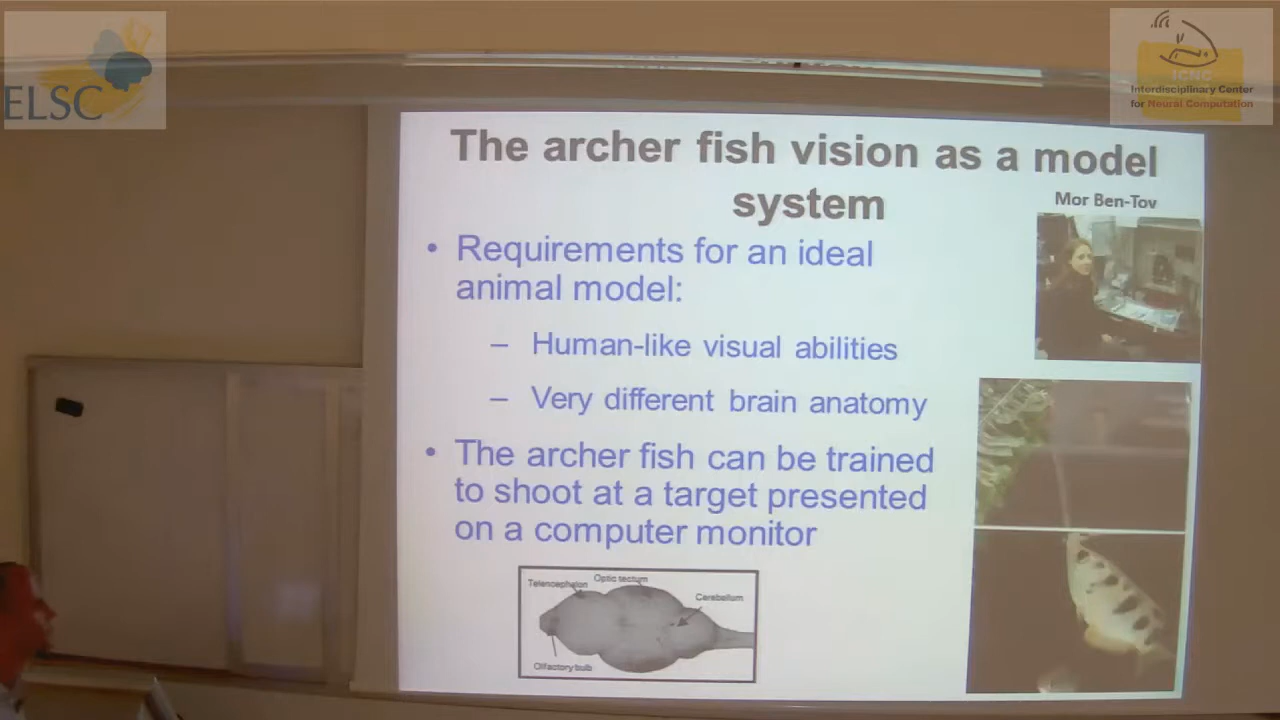 ELSC
ICNC
Interdisciplinary Center
for Neural Computation
The archer fish vision as a model
system
Mor Ben-Tov
• Requirements for an ideal
animal model:
– Human-like visual abilities
– Very different brain anatomy
• The archer fish can be trained
to shoot at a target presented
on a computer monitor
Telencephalon
Optic tectum
Cerebellum
Olfactory bulb